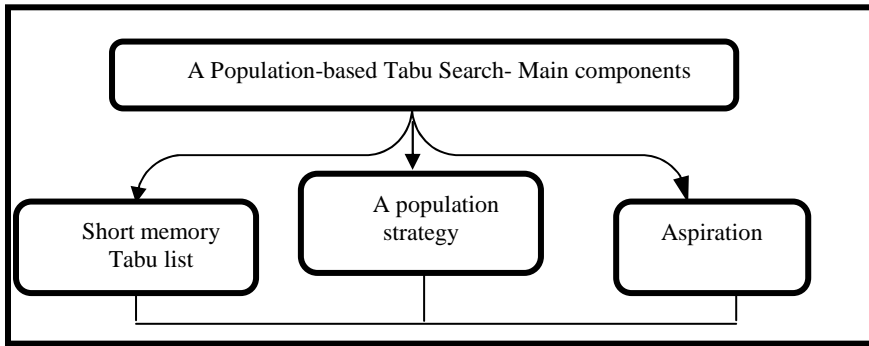 A Population-based Tabu Search- Main components
Short memory
Tabu list
A population
strategy
Aspiration